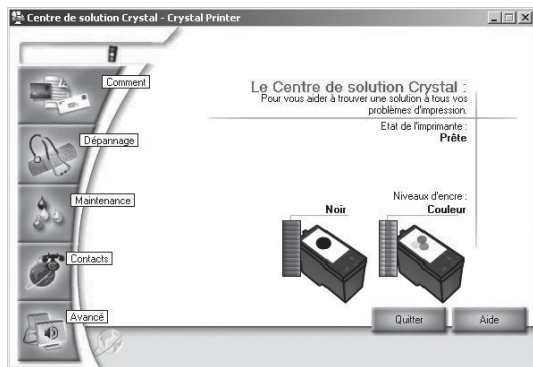 Centre de solution Crystal - Crystal Printer
Comment
Dépannage
Maintenance
Contacts
Avancé
Le Centre de solution Crystal :
Pour vous aider à trouver une solution à tous vos
problèmes d'impression.
Etat de l'imprimante :
Prête
Niveaux d'encre :
Noir
Couleur
Quitter
Aide